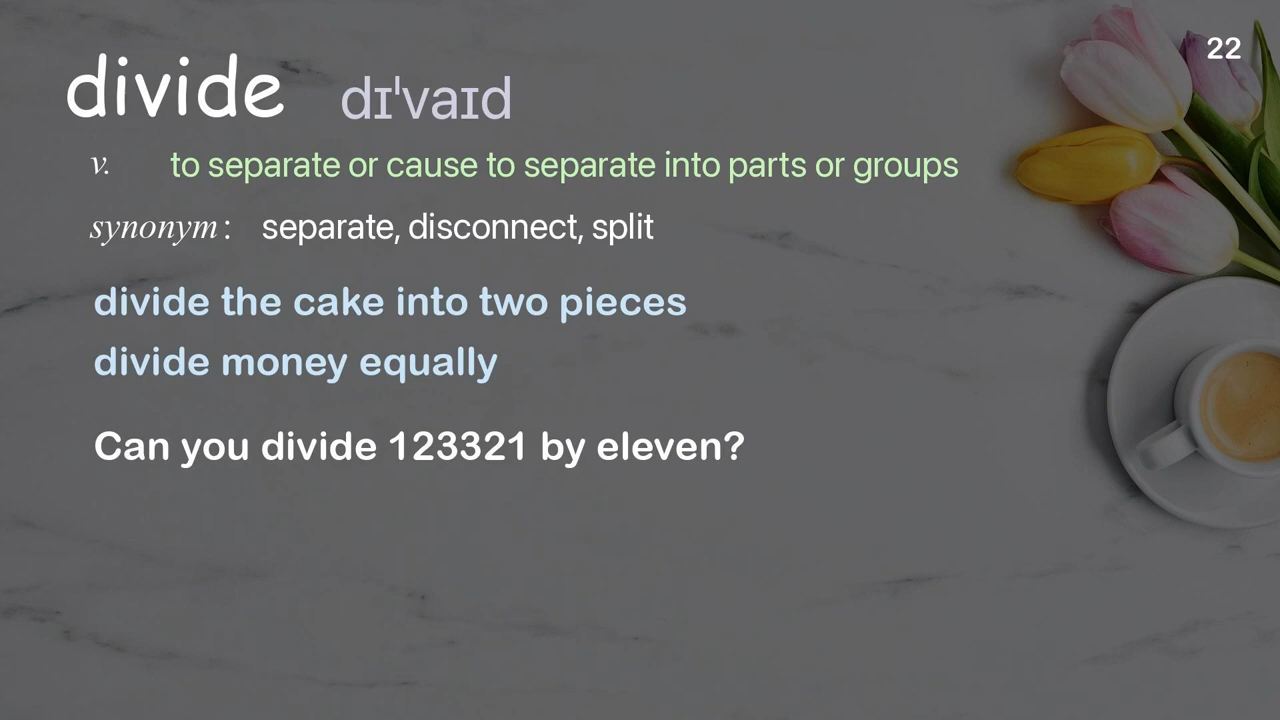 22
divide dɪˈvaɪd
v. to separate or cause to separate into parts or groups
synonym: separate, disconnect, split
divide the cake into two pieces
divide money equally
Can you divide 123321 by eleven?